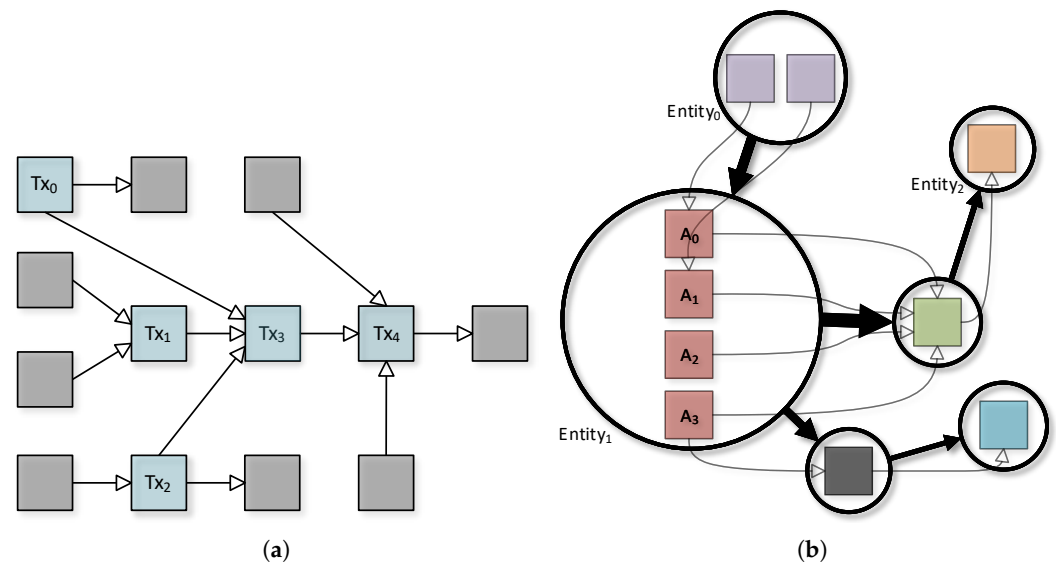 Tx₀
Tx₁
Tx₃
Tx₄
Tx₂
(a)
Entity₀
Entity₂
A₀
A₁
A₂
A₃
Entity₁
(b)